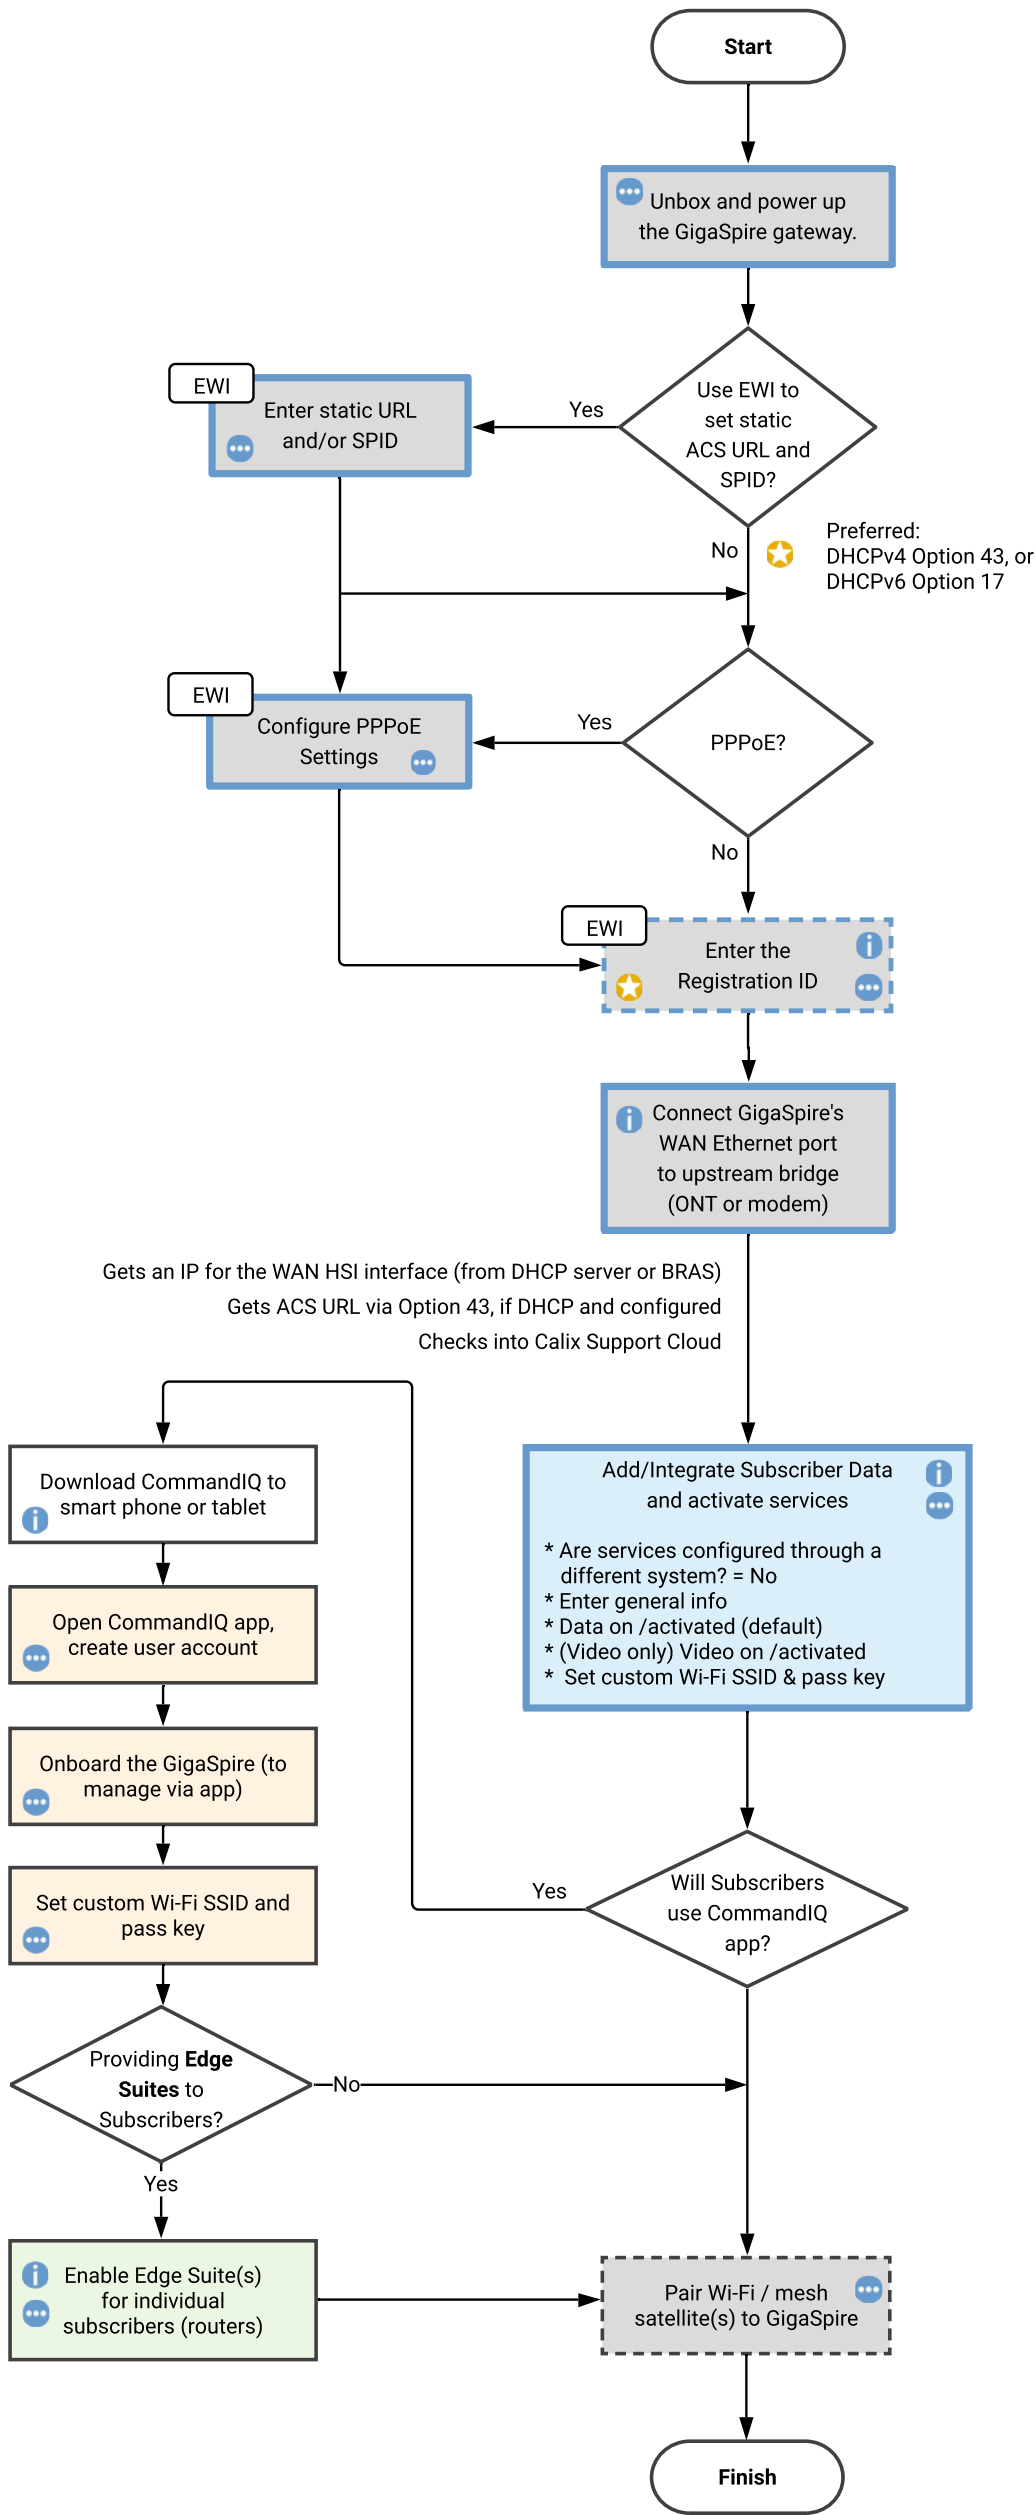 Start
Unbox and power up
the GigaSpire gateway.
Use EWI to
set static
ACS URL and
SPID?
Yes
EWI
Enter static URL
and/or SPID
No
Preferred:
DHCPv4 Option 43, or
DHCPv6 Option 17
PPPoE?
Yes
EWI
Configure PPPoE
Settings
No
EWI
Enter the
Registration ID
Connect GigaSpire's
WAN Ethernet port
to upstream bridge
(ONT or modem)
Gets an IP for the WAN HSI interface (from DHCP server or BRAS)
Gets ACS URL via Option 43, if DHCP and configured
Checks into Calix Support Cloud
Add/Integrate Subscriber Data
and activate services
* Are services configured through a
different system? = No
* Enter general info
* Data on /activated (default)
* (Video only) Video on /activated
* Set custom Wi-Fi SSID & pass key
Will Subscribers
use CommandIQ
app?
Yes
Download CommandIQ to
smart phone or tablet
Open CommandIQ app,
create user account
Onboard the GigaSpire (to
manage via app)
Set custom Wi-Fi SSID and
pass key
Providing Edge
Suites to
Subscribers?
No
Yes
Enable Edge Suite(s)
for individual
subscribers (routers)
Pair Wi-Fi / mesh
satellite(s) to GigaSpire
Finish